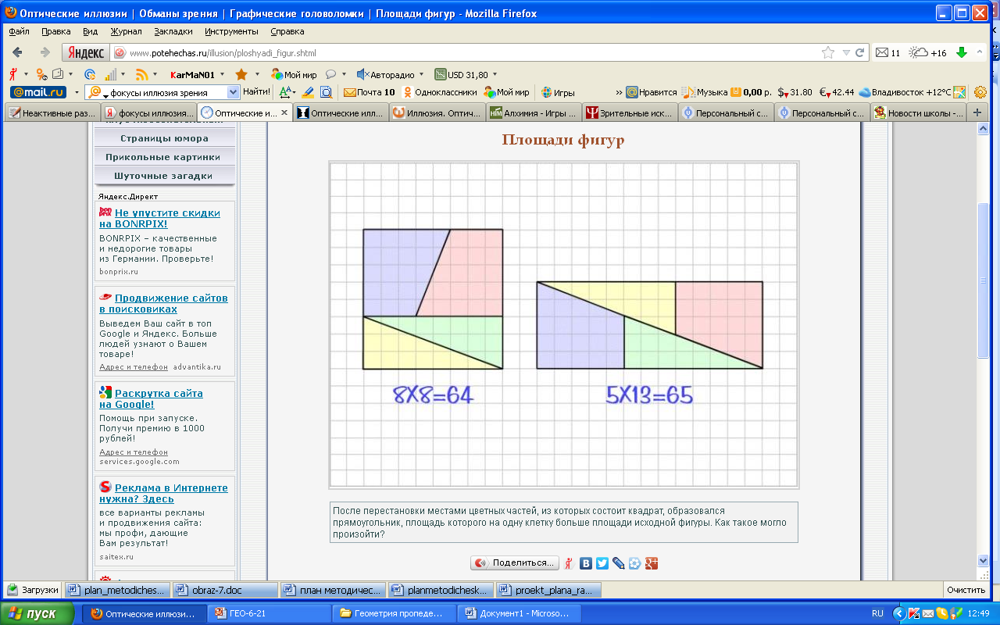 Оптические иллюзии | Обманы зрения | Графические головоломки | Площади фигур - Mozilla Firefox
Файл Правка Вид Журнал Закладки Инструменты Справка
Яндекс www.potehechas.ru/illusion/ploshyadi_figur.shtml 11 +16
KarMaN01 Мой мир Авторадио USD 31,80
@mail.ru фокусы иллюзия зрения Найти! Почта 10 Одноклассники Мой мир Игры » Нравится Музыка 0,00 р. $ 31.80 € 42.44 Владивосток +12°C
Неактивные раз... фокусы иллюзия... Оптические и... Оптические илл... Иллюзия. Оптич... Алхимия - Игры ... Зрительные иск... Персональный с... Персональный с... Новости школы -...
Страницы юмора
Прикольные картинки
Шуточные загадки
Яндекс.Директ
Не упустите скидки
на BONRPIX!
BONRPIX – качественные
и недорогие товары
из Германии. Проверьте!
bonprix.ru
Продвижение сайтов
в поисковиках
Выведем Ваш сайт в топ
Google и Яндекс. Больше
людей узнают о Вашем
товаре!
Адрес и телефон advantika.ru
Раскрутка сайта
на Google!
Помощь при запуске.
Получи премию в 1000
рублей!
Адрес и телефон
services.google.com
Реклама в Интернете
нужна? Здесь
все варианты рекламы
и продвижения сайта:
мы профи, дающие
Вам результат!
saitex.ru
Площади фигур
8X8=64 5X13=65
После перестановки местами цветных частей, из которых состоит квадрат, образовался
прямоугольник, площадь которого на одну клетку больше площади исходной фигуры. Как такое могло
произойти?
Поделиться...
Загрузки plan_metodiches... obraz-7.doc план методичес... planmetodichesk... proekt_plana_ra... Очистить
пуск Оптические иллюзи... ГЕО-6-21 Геометрия пропеде... Документ1 - Microso... RU 12:49